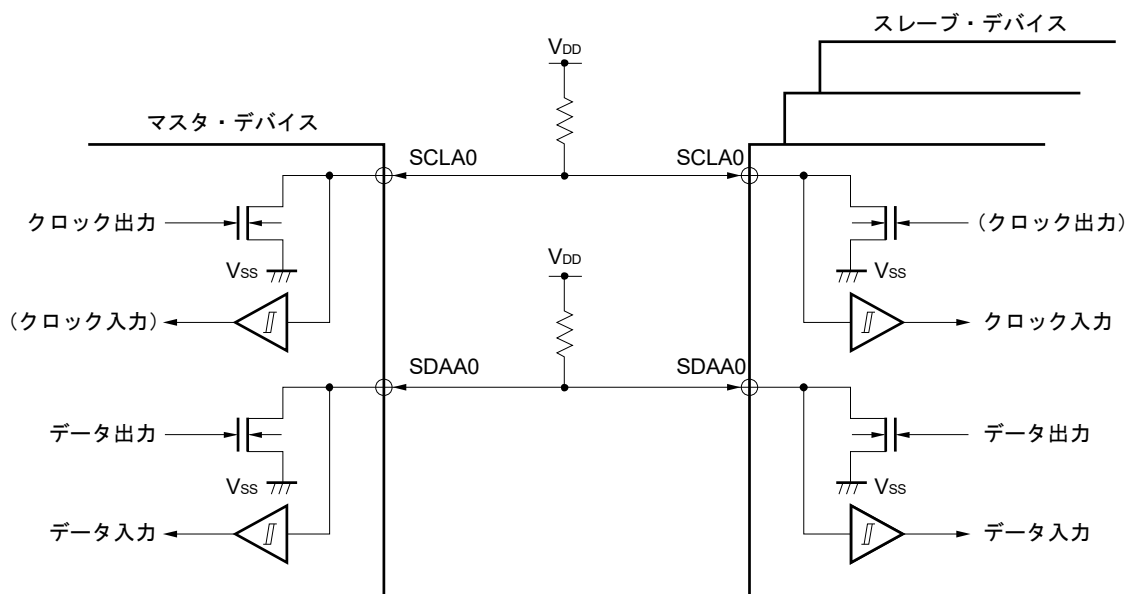 スレーブ・デバイス
VDD
マスタ・デバイス
SCLA0
SCLA0
クロック出力
(クロック出力)
VSS
VDD
VSS
(クロック入力)
クロック入力
SDAA0
SDAA0
データ出力
データ出力
VSS
VSS
データ入力
データ入力